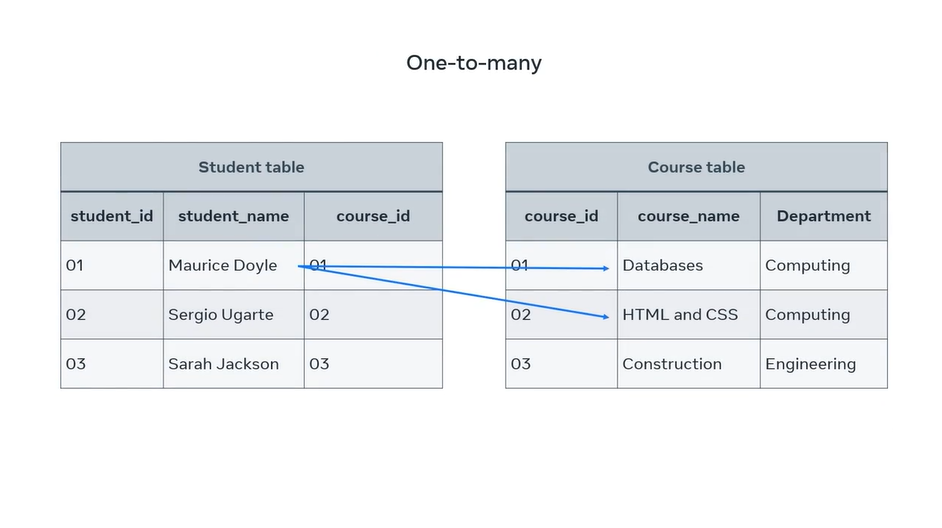 One-to-many
Student table
student_id student_name course_id
01 Maurice Doyle 01
02 Sergio Ugarte 02
03 Sarah Jackson 03
Course table
course_id course_name Department
01 Databases Computing
02 HTML and CSS Computing
03 Construction Engineering